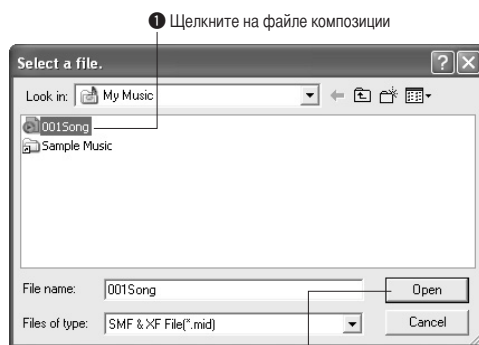 ❶ Щелкните на файле композиции
Select a file.
Look in: My Music
001Song
Sample Music
File name: 001Song Open
Files of type: SMF & XF File(*.mid) Cancel